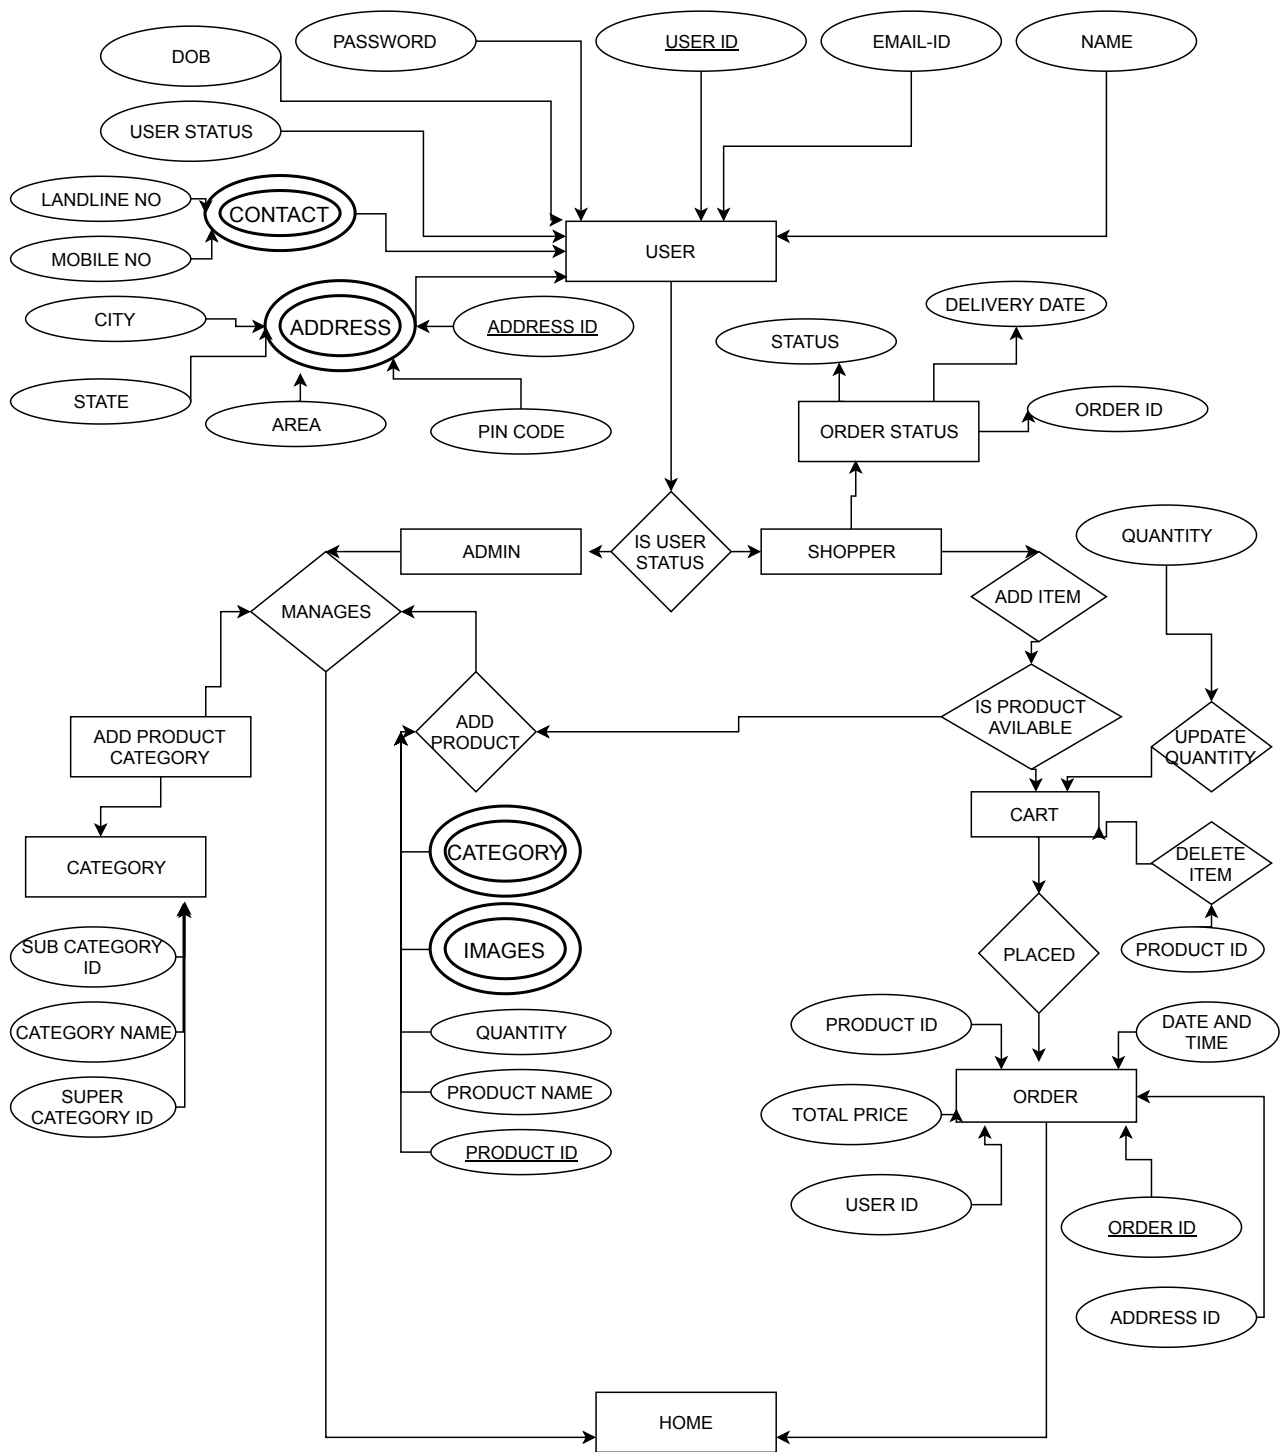 PASSWORD
USER ID
EMAIL-ID
NAME
DOB
USER STATUS
LANDLINE NO
CONTACT
MOBILE NO
USER
CITY
ADDRESS
ADDRESS ID
STATE
AREA
PIN CODE
DELIVERY DATE
STATUS
ORDER ID
ORDER STATUS
ADMIN
IS USER
STATUS
SHOPPER
QUANTITY
MANAGES
ADD ITEM
ADD PRODUCT
CATEGORY
ADD
PRODUCT
IS PRODUCT
AVILABLE
UPDATE
QUANTITY
CART
CATEGORY
CATEGORY
DELETE
ITEM
SUB CATEGORY
ID
IMAGES
PLACED
PRODUCT ID
CATEGORY NAME
QUANTITY
PRODUCT ID
DATE AND
TIME
SUPER
CATEGORY ID
PRODUCT NAME
TOTAL PRICE
ORDER
PRODUCT ID
USER ID
ORDER ID
ADDRESS ID
HOME